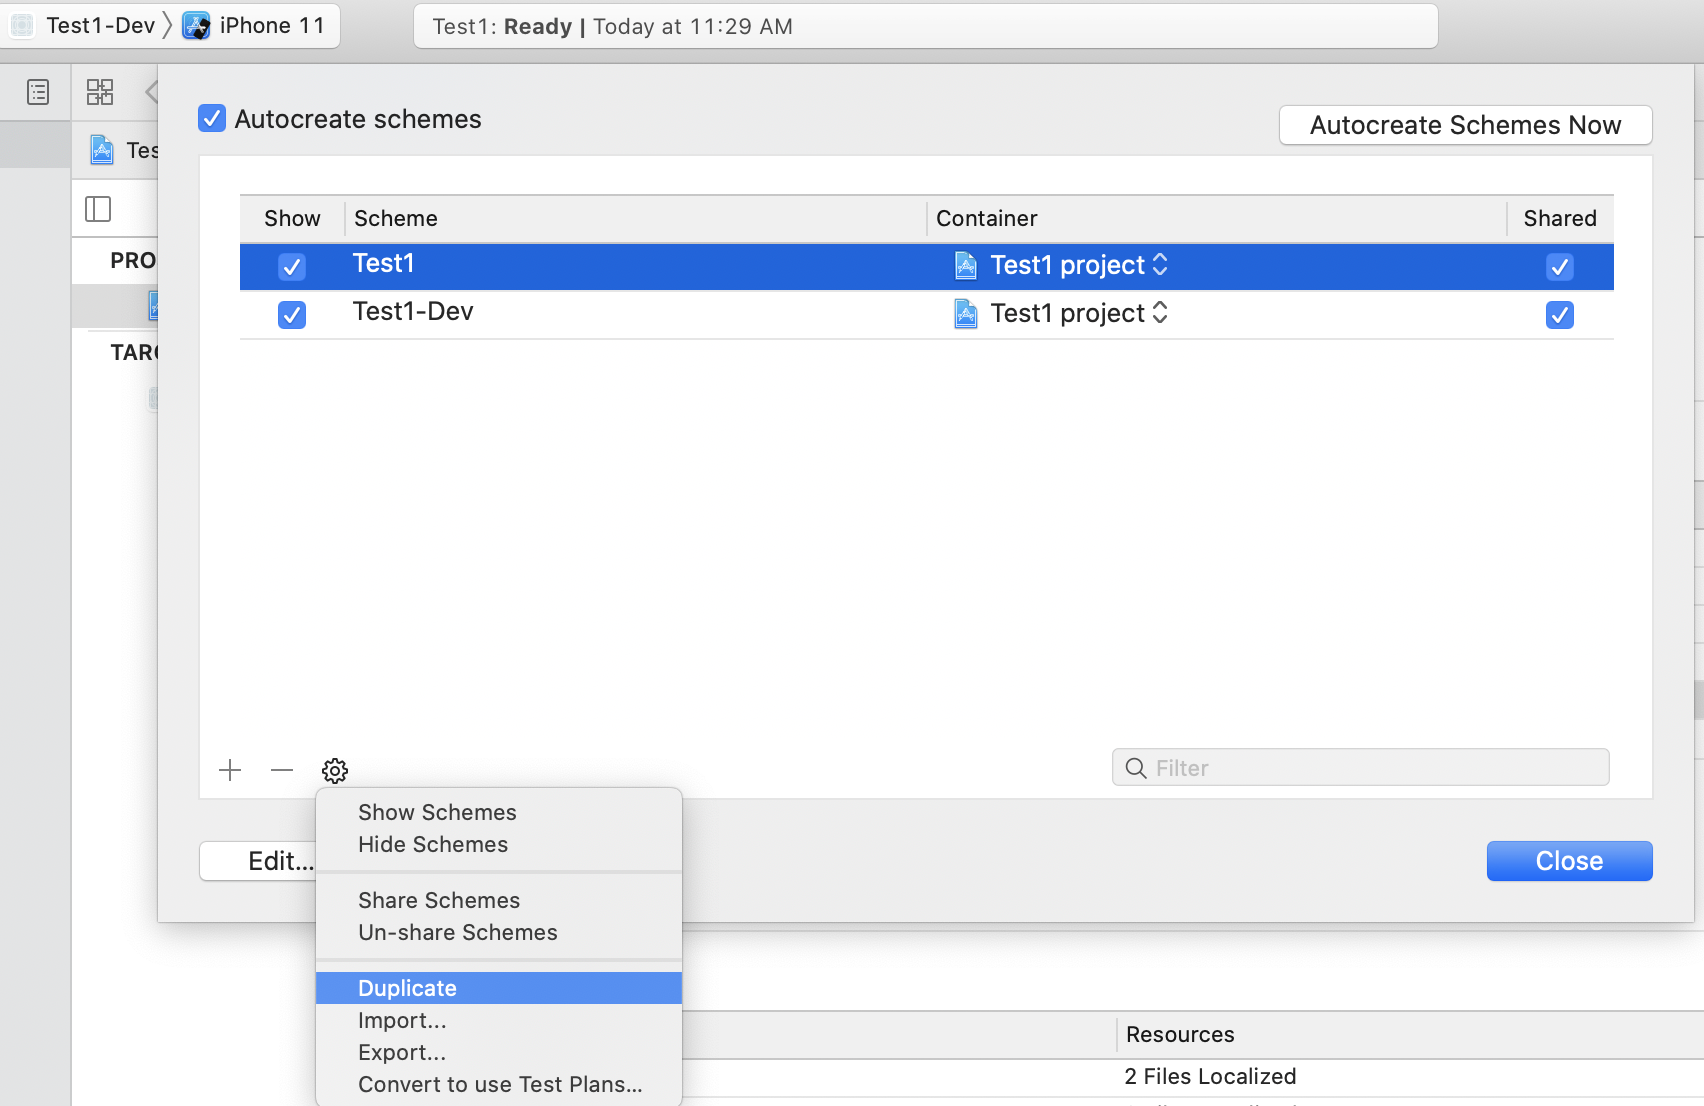 Test1-Dev
iPhone 11
Test1: Ready | Today at 11:29 AM
Autocreate schemes
Autocreate Schemes Now
Tes
Show Scheme Container Shared
PRO
Test1 Test1 project
Test1-Dev Test1 project
TARG
Filter
Show Schemes
Hide Schemes
Edit...
Close
Share Schemes
Un-share Schemes
Duplicate
Import...
Export...
Convert to use Test Plans...
Resources
2 Files Localized